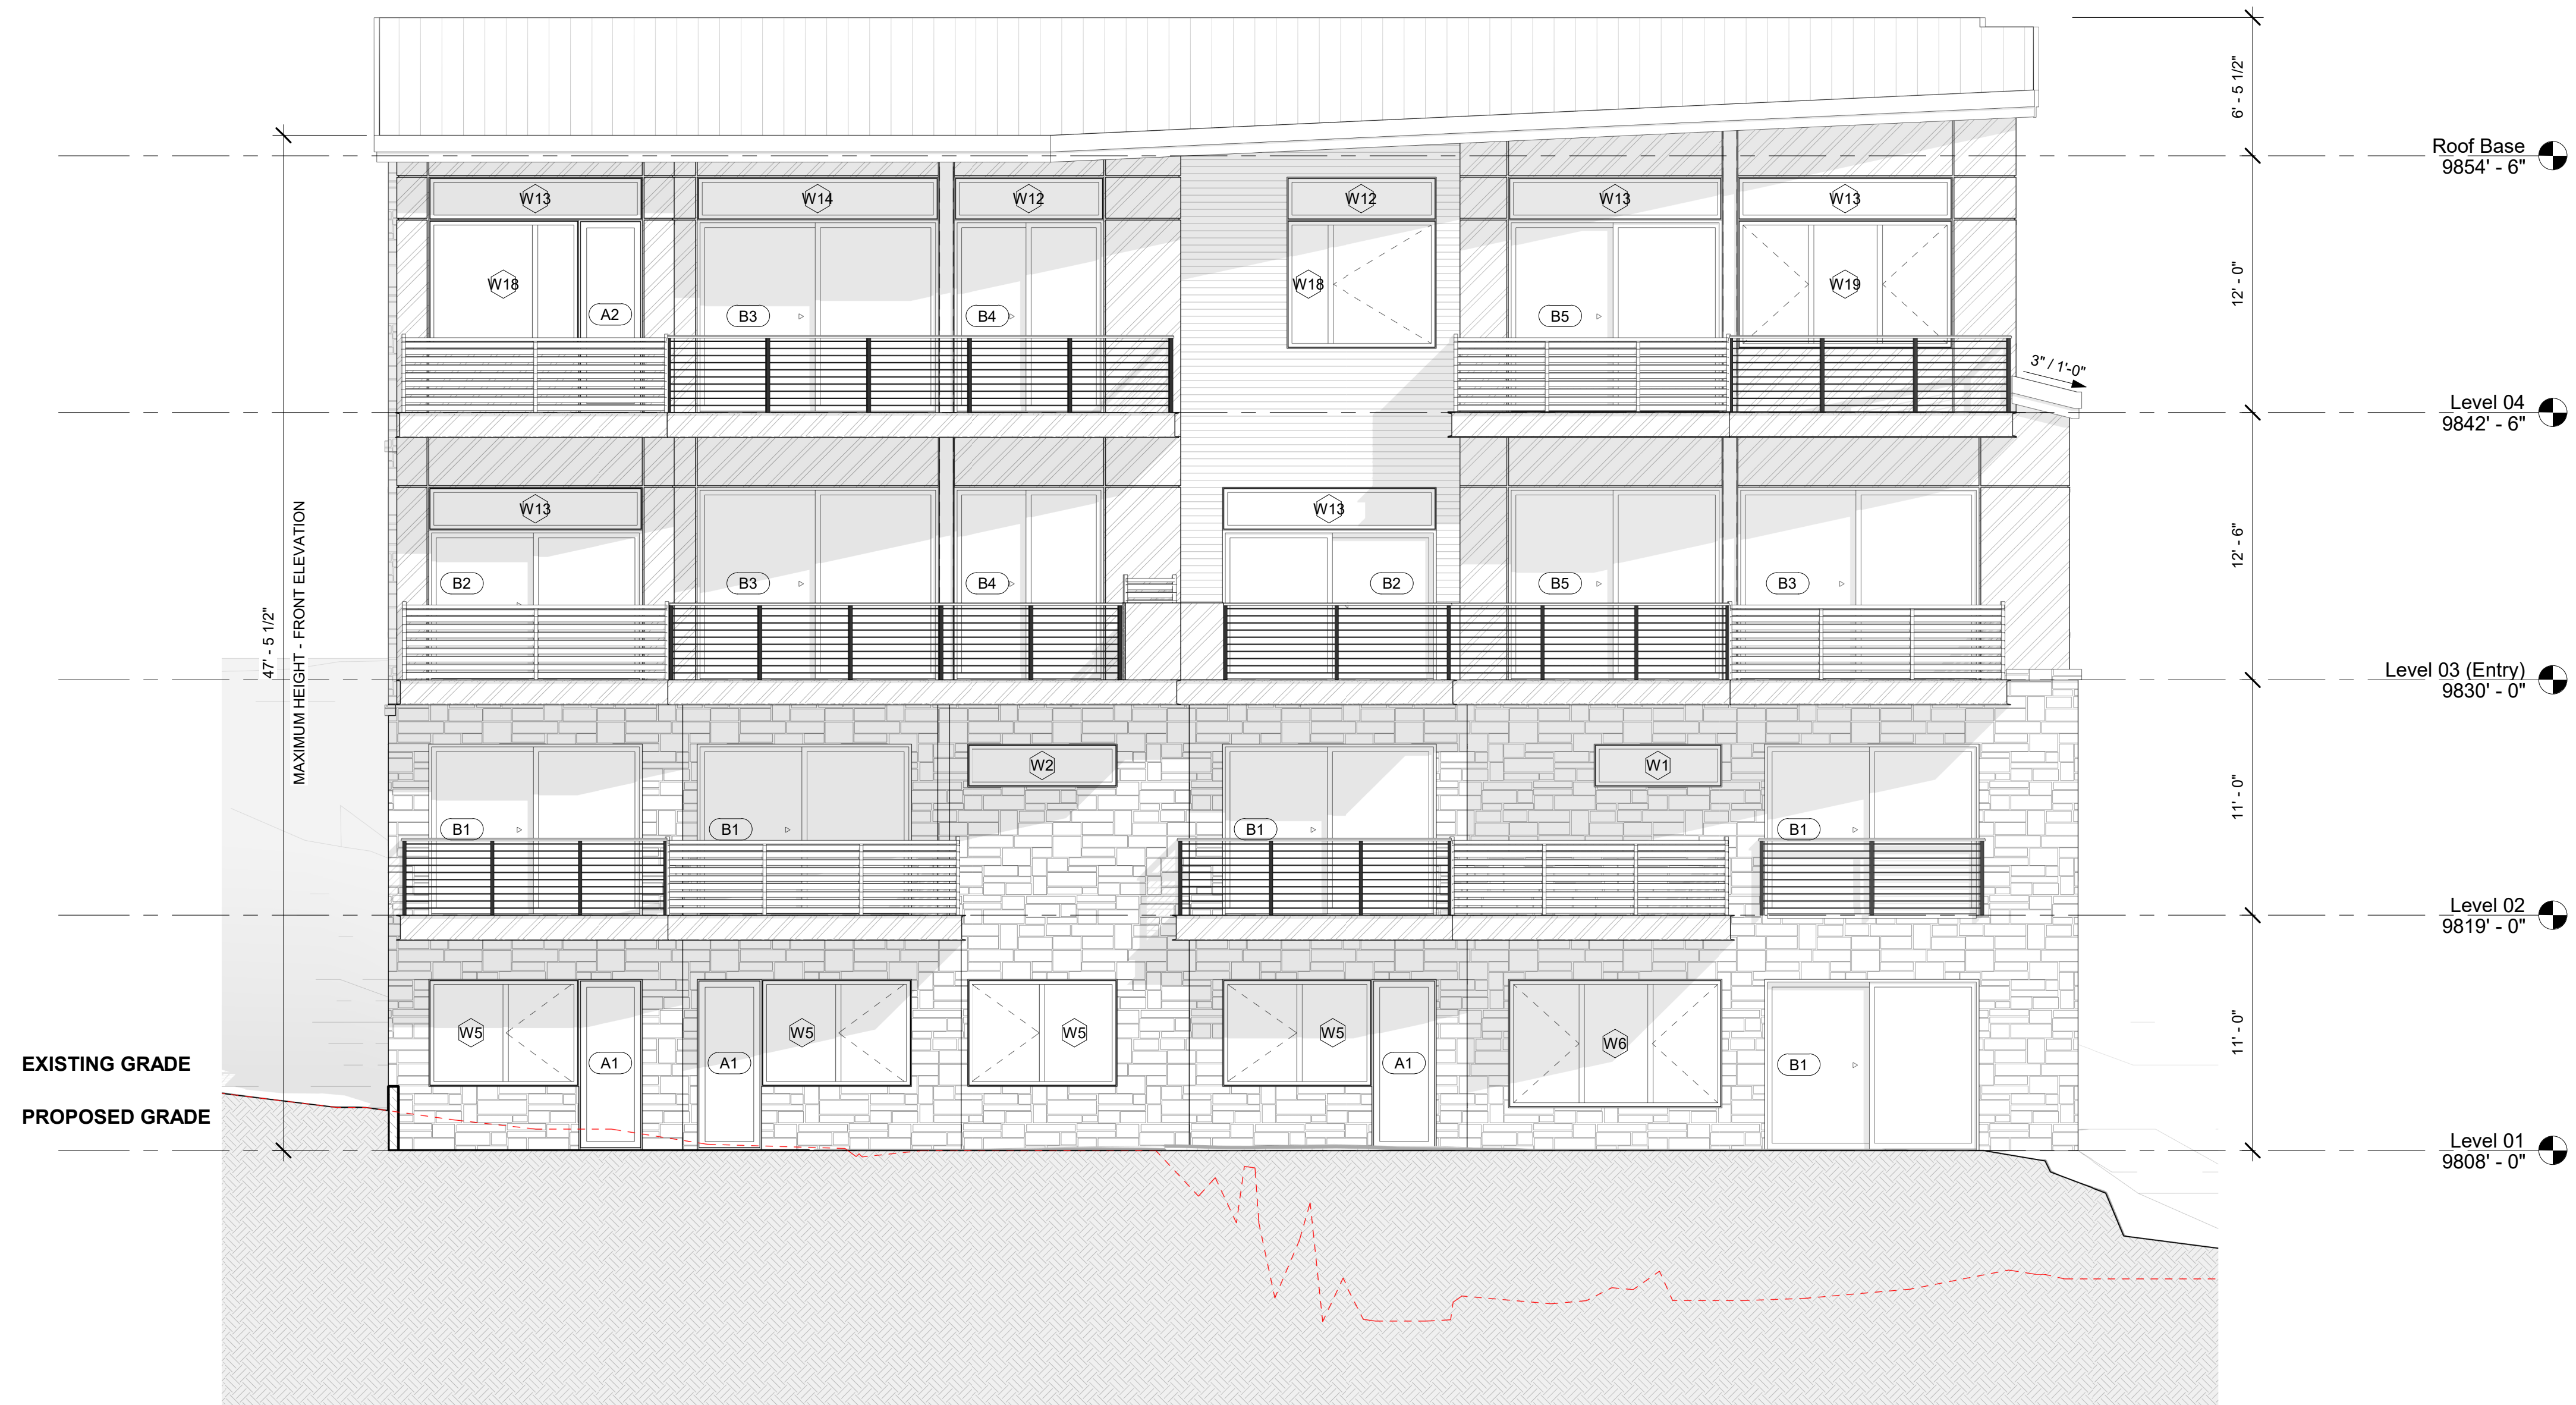 6' - 5 1/2"
Roof Base
9854' - 6"
W13
W14
W12
W12
W13
W13
W18
A2
B3
B4
W18
B5
W19
12' - 0"
3" / 1'-0"
Level 04
9842' - 6"
W13
W13
B2
B3
B4
B2
B5
B3
12' - 6"
47' - 5 1/2"
MAXIMUM HEIGHT - FRONT ELEVATION
Level 03 (Entry)
9830' - 0"
W2
W1
B1
B1
B1
B1
11' - 0"
Level 02
9819' - 0"
W5
A1
A1
W5
W5
W5
A1
W6
B1
11' - 0"
EXISTING GRADE
PROPOSED GRADE
Level 01
9808' - 0"